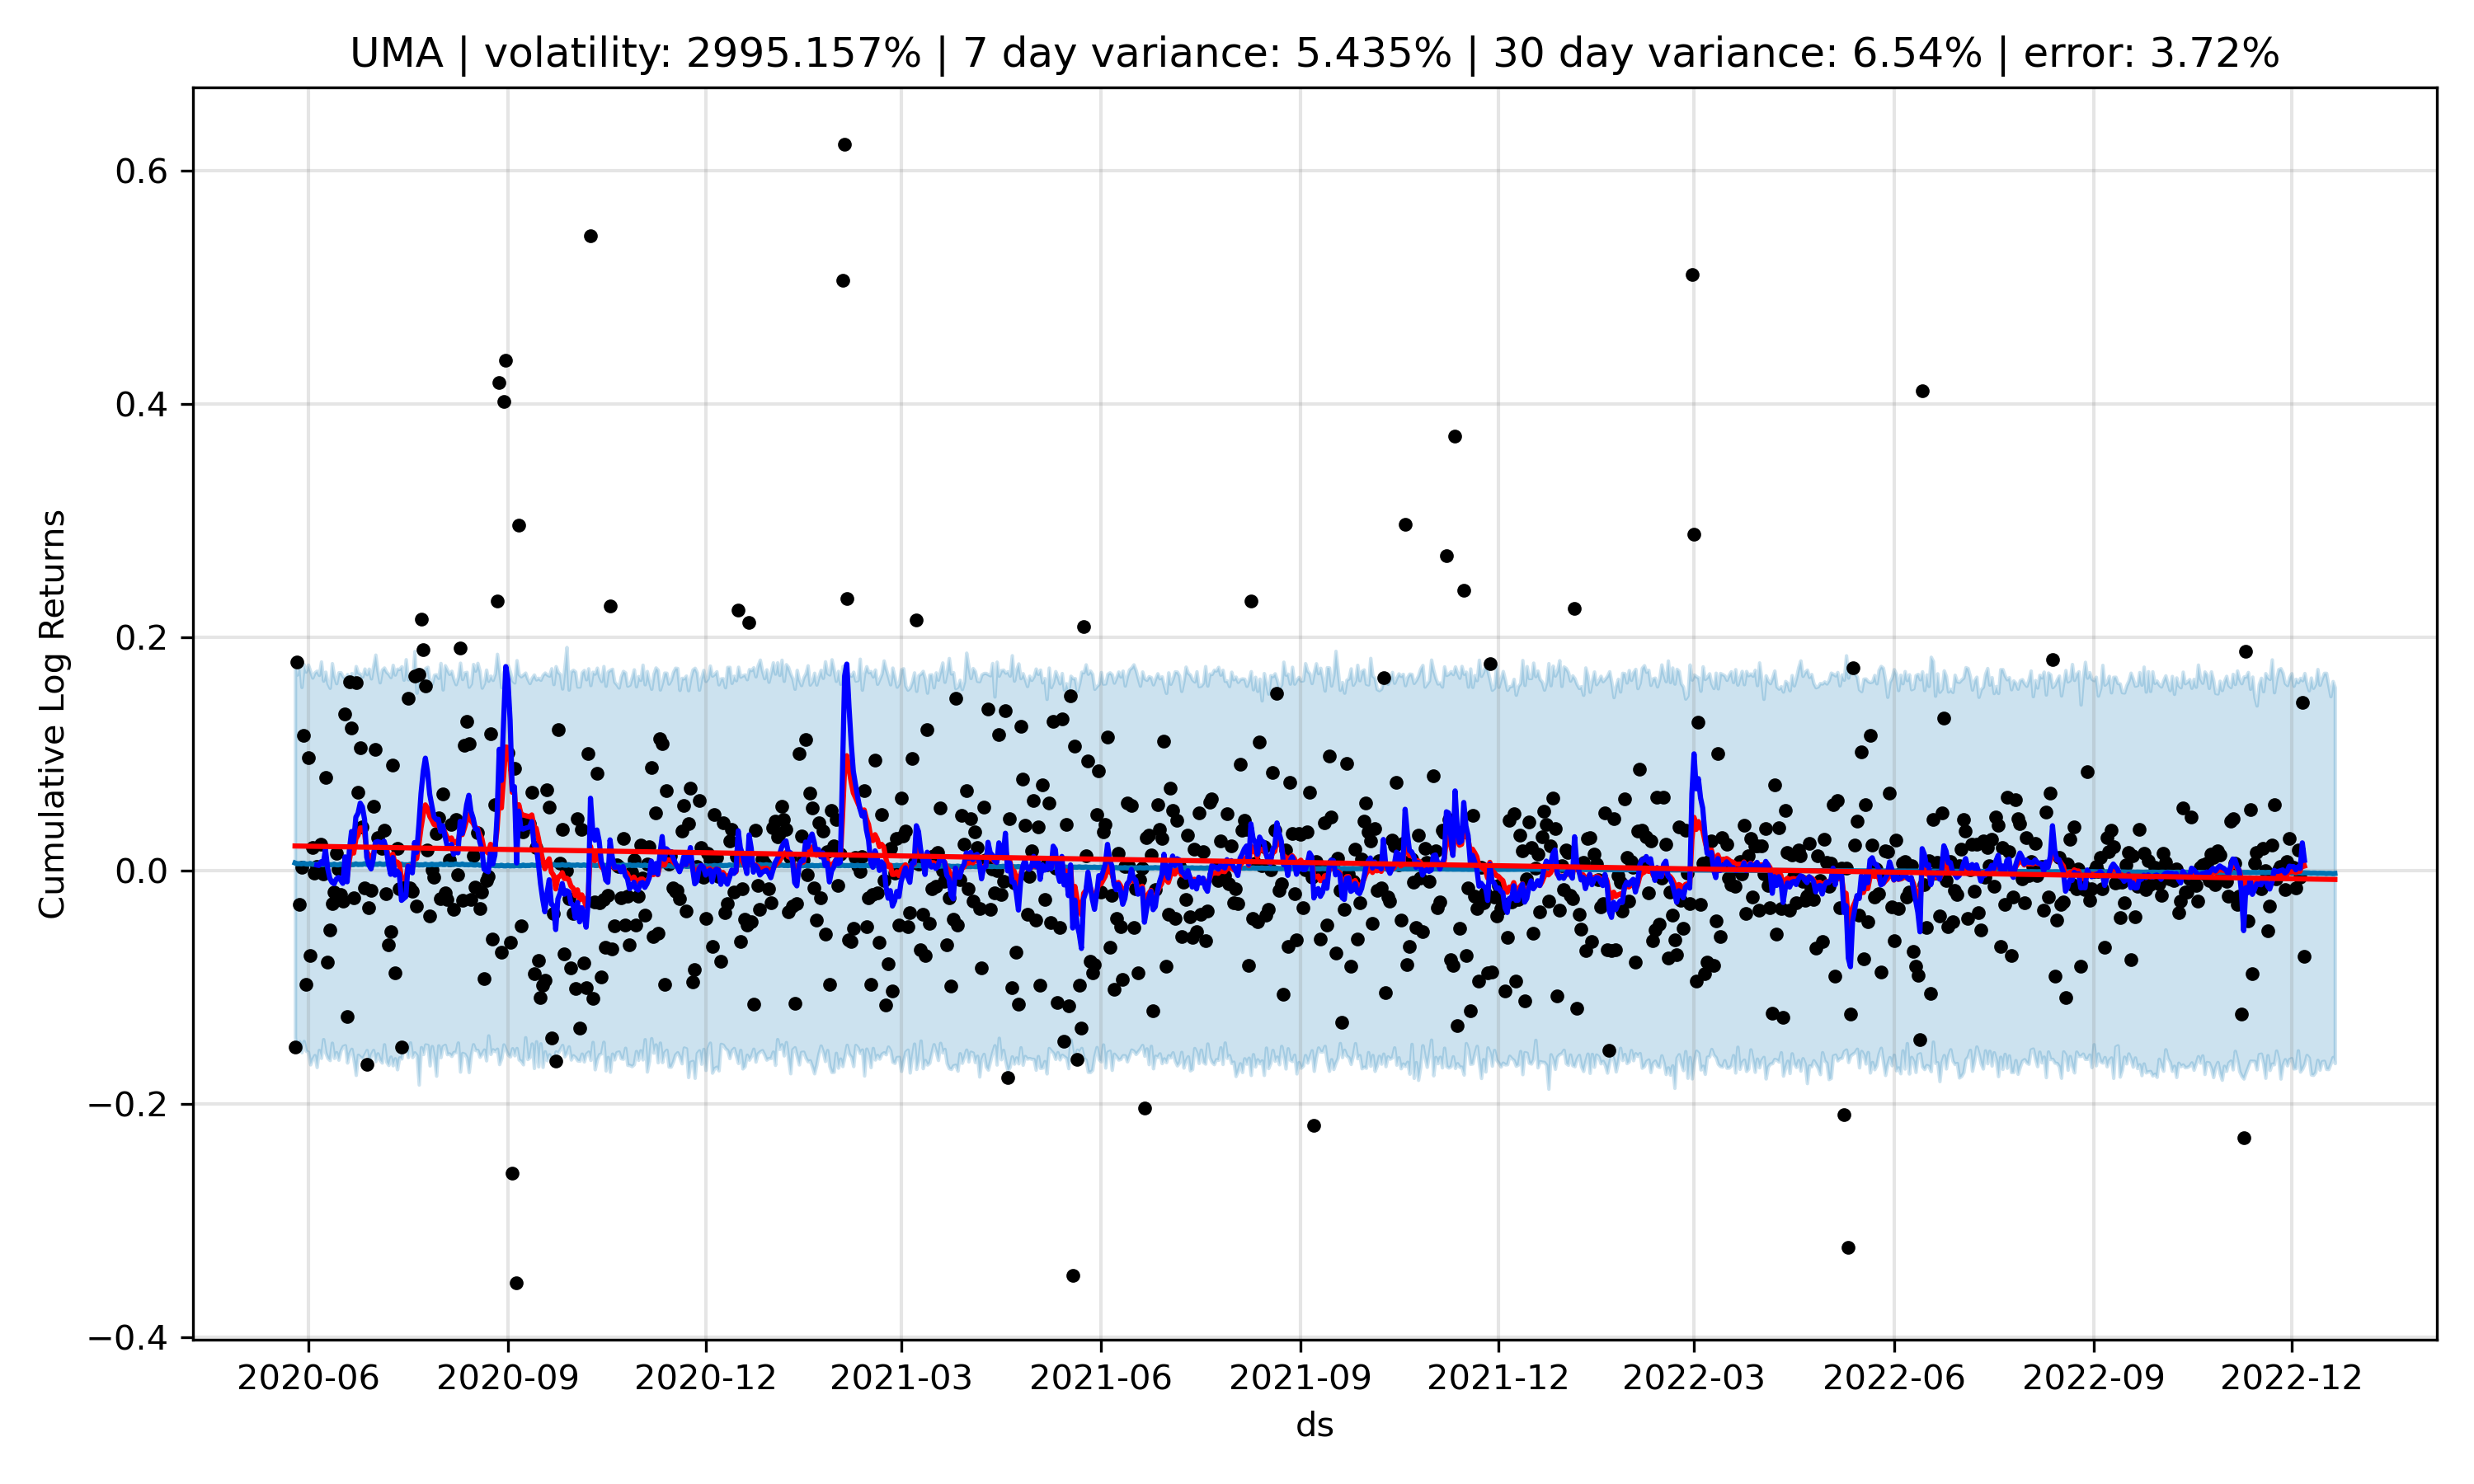 UMA | volatility: 2995.157% | 7 day variance: 5.435% | 30 day variance: 6.54% | error: 3.72%
Cumulative Log Returns
0.6
0.4
0.2
0.0
−0.2
−0.4
2020-06 2020-09 2020-12 2021-03 2021-06 2021-09 2021-12 2022-03 2022-06 2022-09 2022-12
ds